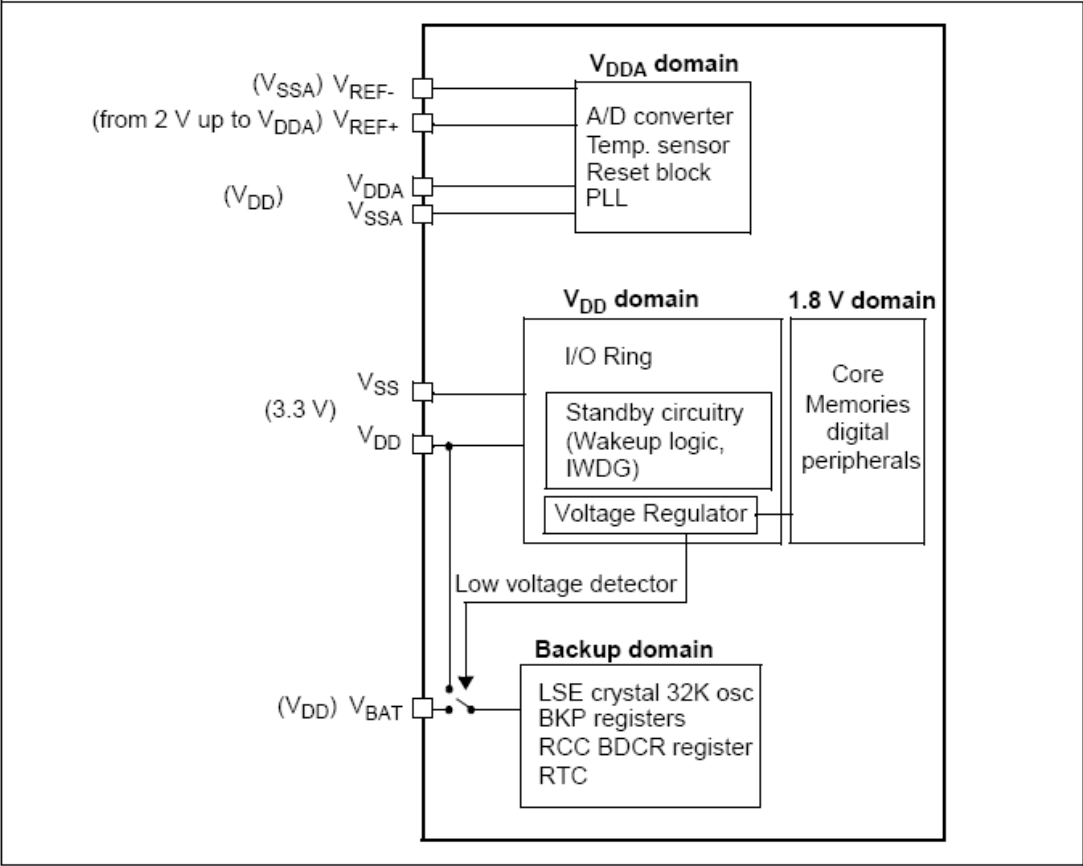 V_DDA domain
(V_SSA) V_REF-
(from 2 V up to V_DDA) V_REF+
A/D converter
Temp. sensor
Reset block
PLL
(V_DD)
V_DDA
V_SSA
V_DD domain
1.8 V domain
I/O Ring
V_SS
(3.3 V)
V_DD
Standby circuitry
(Wakeup logic,
IWDG)
Voltage Regulator
Core
Memories
digital
peripherals
Low voltage detector
Backup domain
(V_DD) V_BAT
LSE crystal 32K osc
BKP registers
RCC BDCR register
RTC